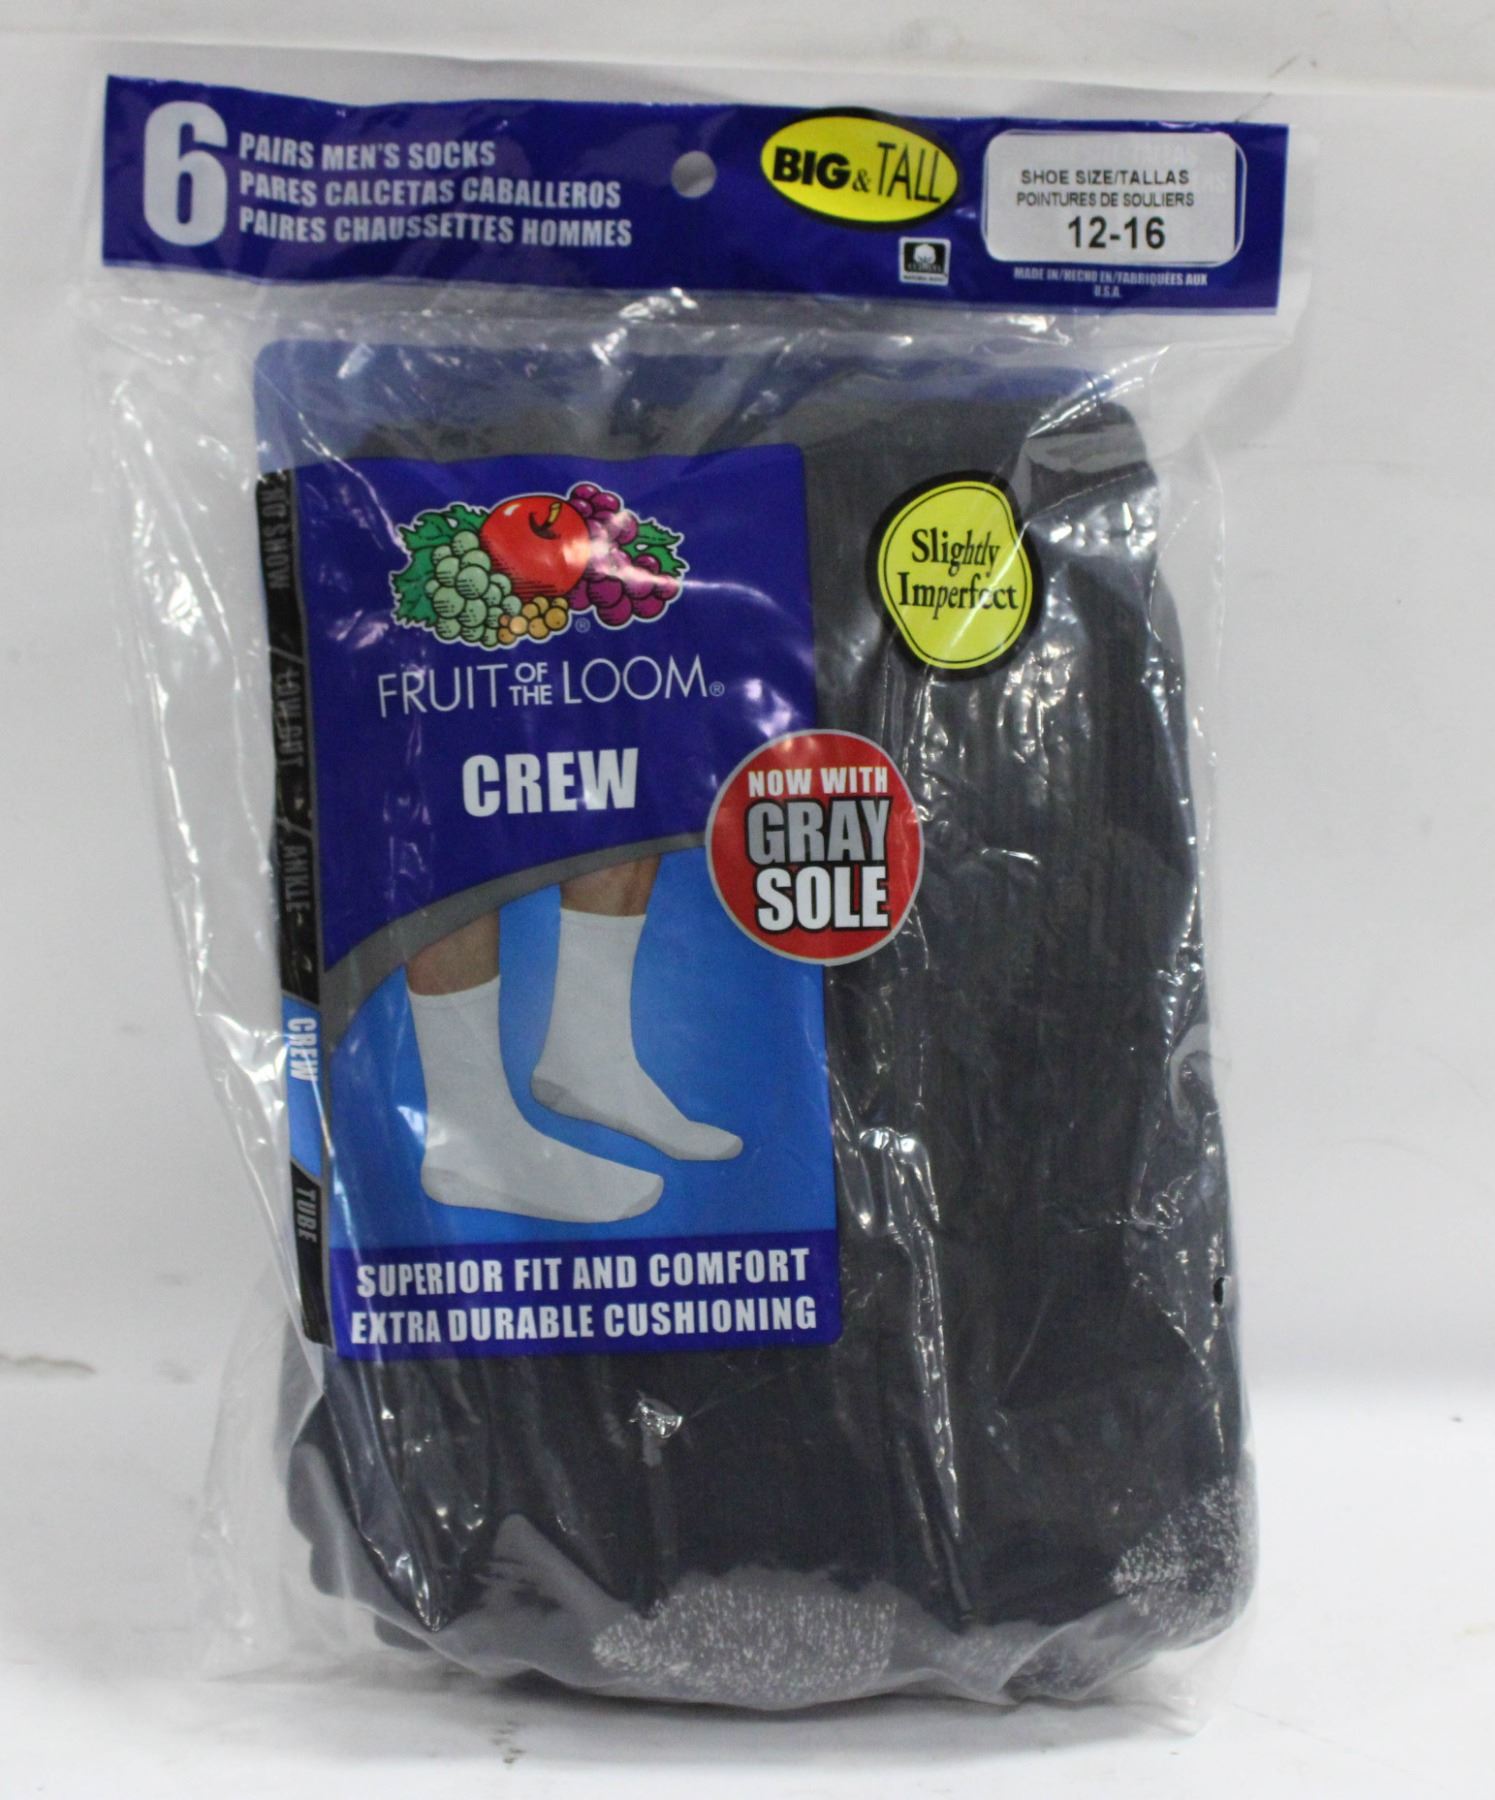 6
PAIRS MEN'S SOCKS
PARES CALCETAS CABALLEROS
PAIRES CHAUSSETTES HOMMES
BIG & TALL
SHOE SIZE/TALLAS
POINTURES DE SOULIERS
12-16
MADE IN/HECHO EN/FABRIQUÉES AUX
U.S.A.
FRUIT OF THE LOOM®
CREW
Slightly
Imperfect
NOW WITH
GRAY
SOLE
NO SHOW
LOW CUT
ANKLE
CREW
TUBE
SUPERIOR FIT AND COMFORT
EXTRA DURABLE CUSHIONING